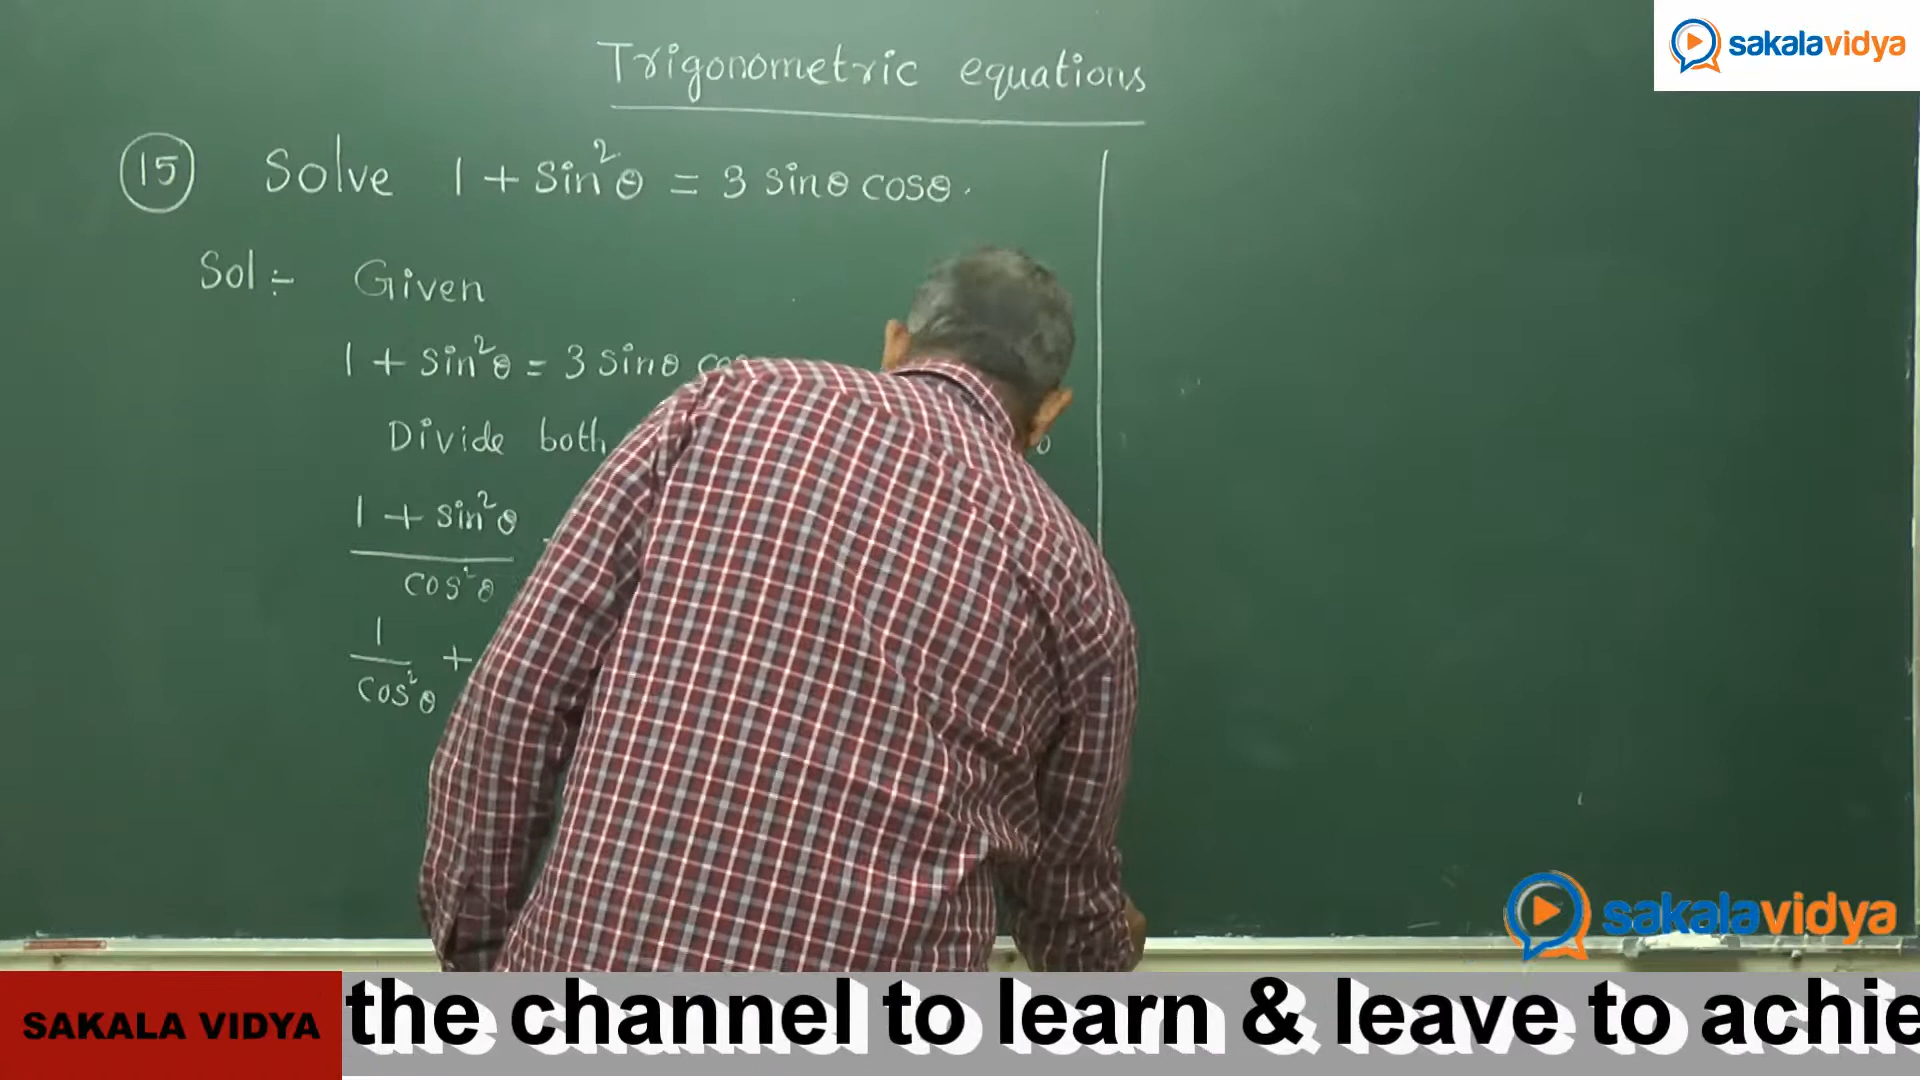 sakalavidya
Trigonometric equations
15 Solve 1 + sin²θ = 3 sinθ cosθ.
Sol :- Given
1 + sin²θ = 3 sinθ
Divide both
1 + sin²θ
cos²θ
1
+
cos²θ
sakalavidya
SAKALA VIDYA the channel to learn & leave to achie